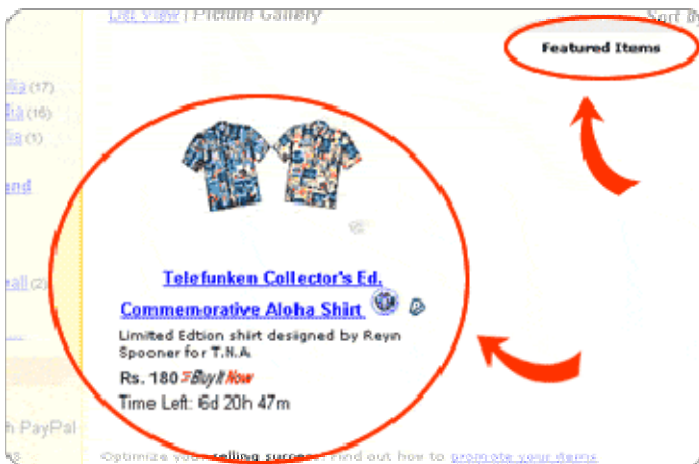 List View | Picture Gallery
Sort By
Featured Items
(17)
(16)
(1)
Telefunken Collector's Ed.
Commemorative Aloha Shirt
Limited Edtion shirt designed by Reyn
Spooner for T.N.A.
(2)
Rs. 180 Buy It Now
Time Left: 6d 20h 47m
PayPal
Optimize your selling success! Find out how to promote your items